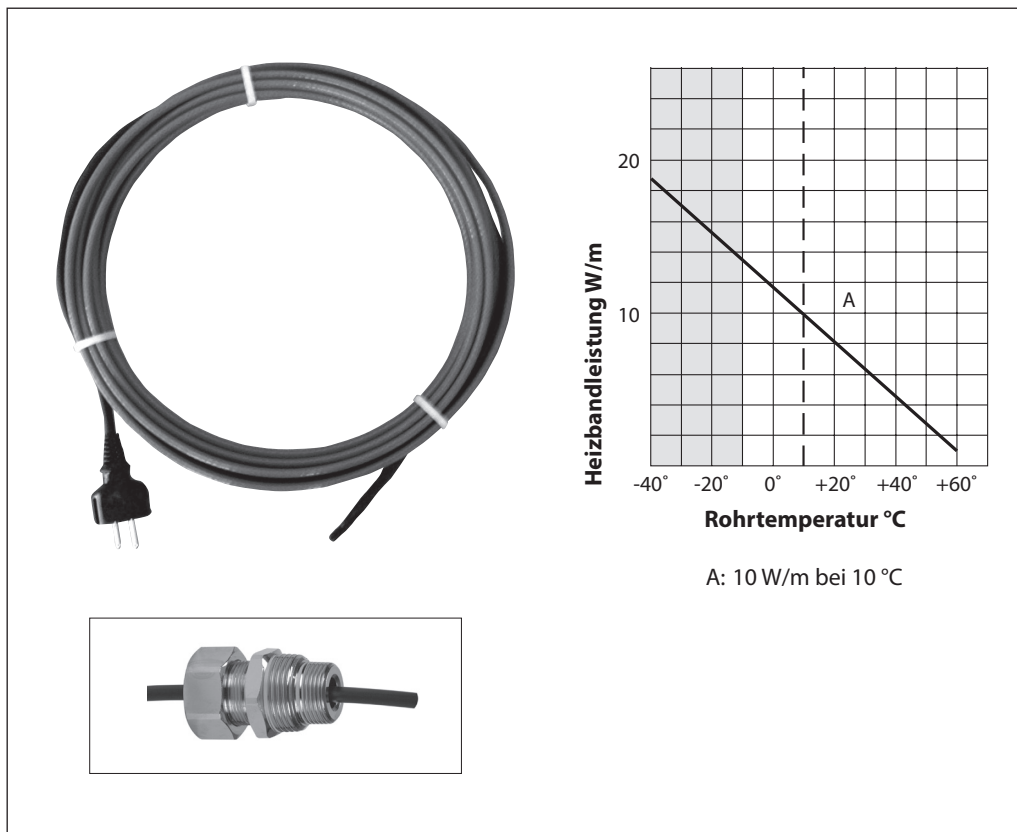 20
10
Heizbandleistung W/m
A
-40° -20° 0° +20° +40° +60°
Rohrtemperatur °C
A: 10 W/m bei 10 °C